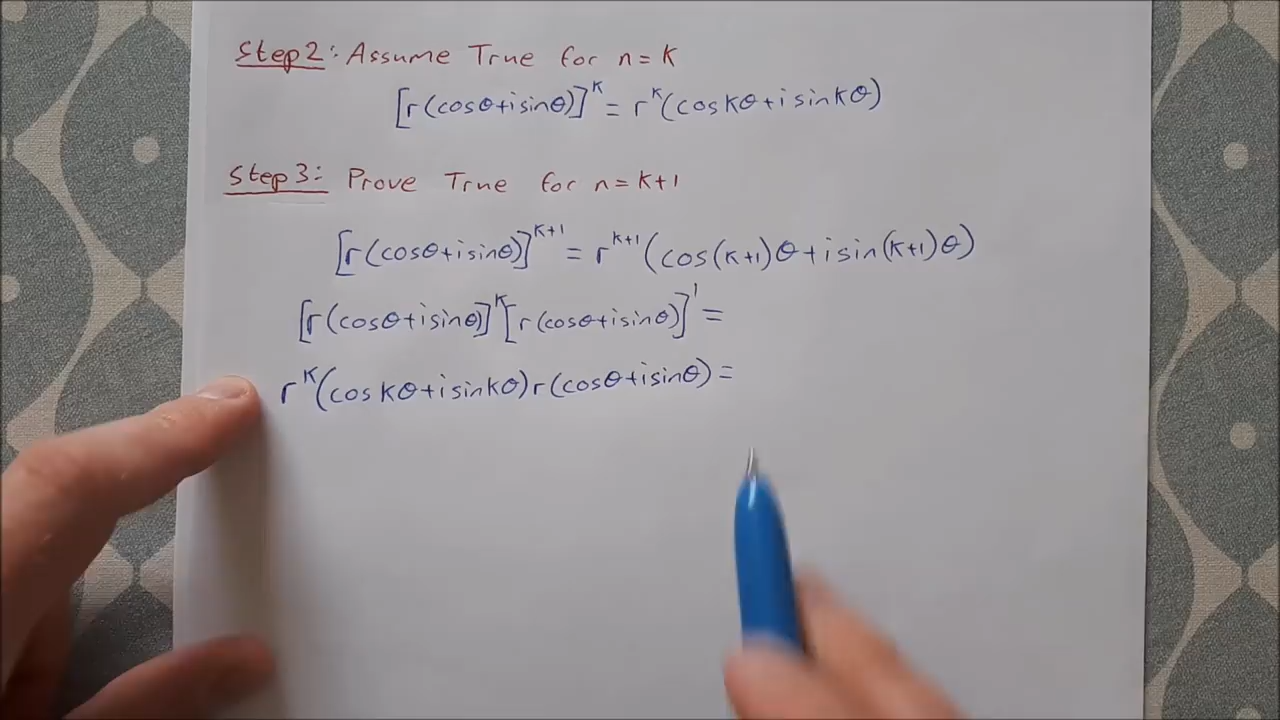 Step 2: Assume True for n=k
[r(cosθ+isinθ)]^k = r^k(coskθ+isinkθ)
Step 3: Prove True for n=k+1
[r(cosθ+isinθ)]^k+1 = r^k+1(cos(k+1)θ+isin(k+1)θ)
[r(cosθ+isinθ)]^k[r(cosθ+isinθ)]^1 =
r^k(coskθ+isinkθ)r(cosθ+isinθ)=